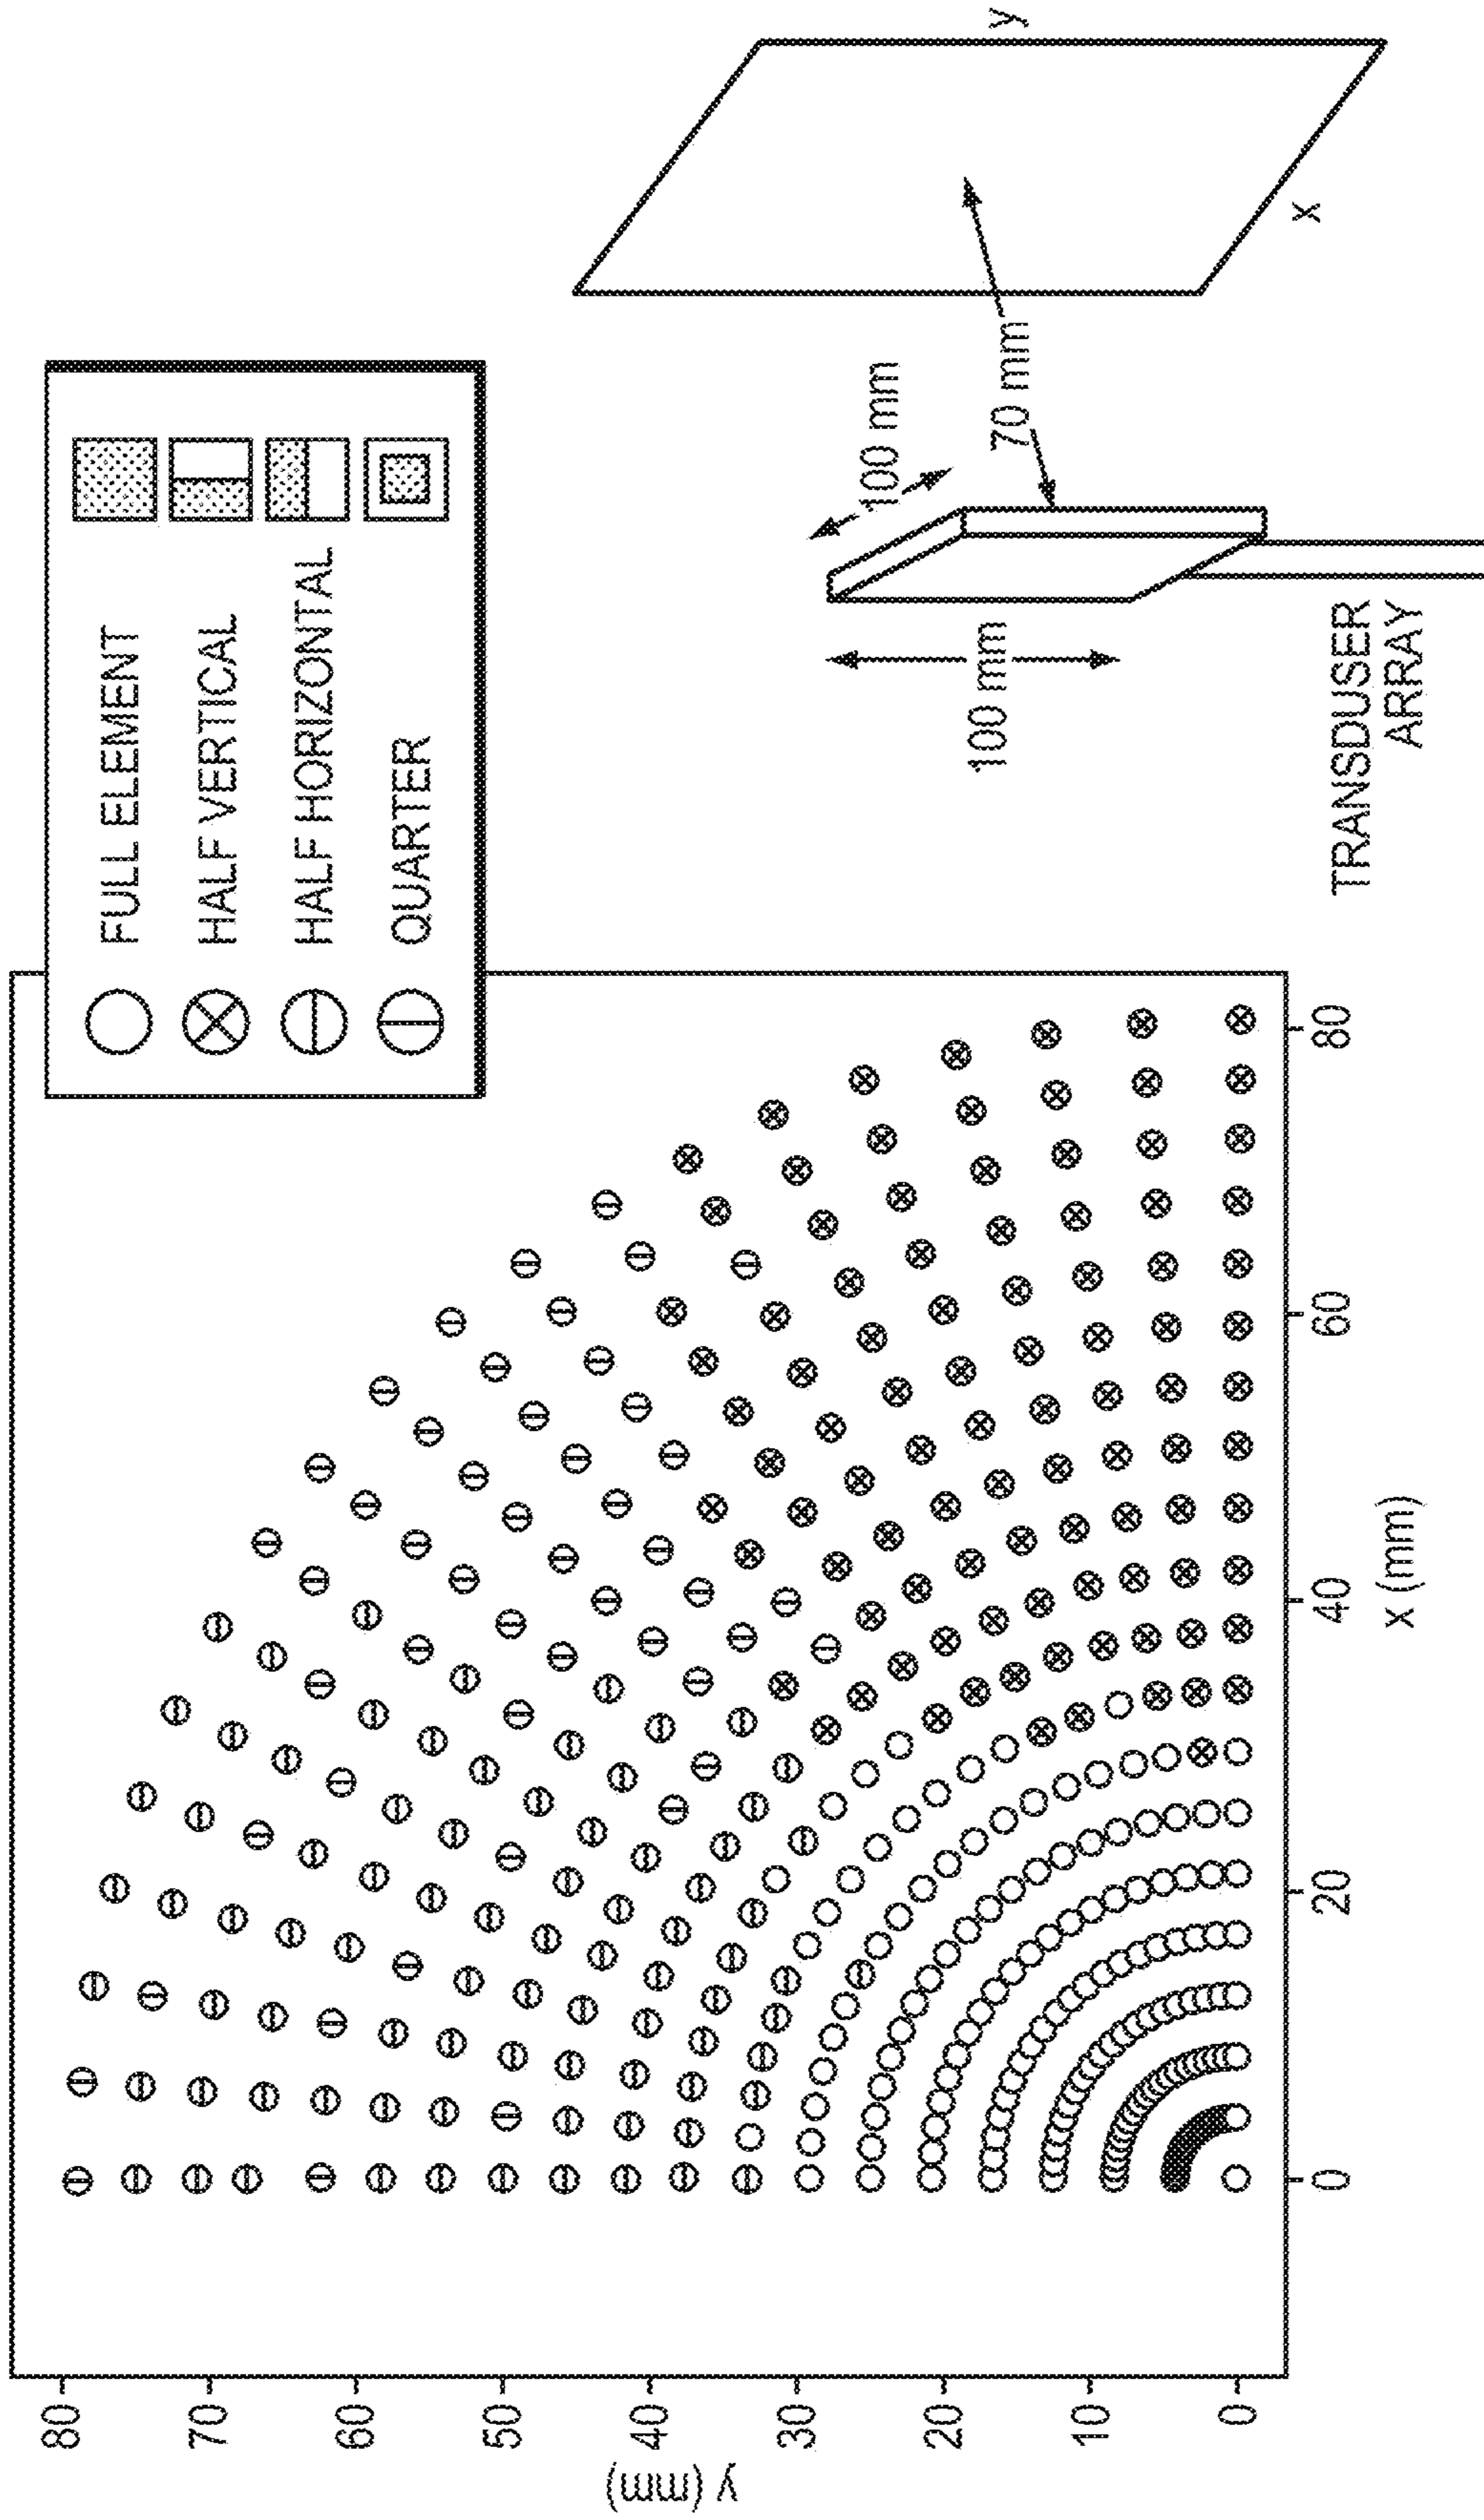 FULL ELEMENT
HALF VERTICAL
HALF HORIZONTAL
QUARTER
80
70
60
50
40
30
20
10
0
y (mm)
0
20
40
60
80
x (mm)
100 mm
100 mm
70 mm
TRANSDUSER
ARRAY
x
y